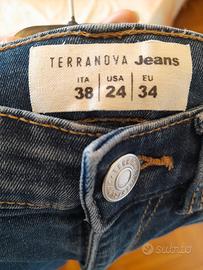 TERRANOVA Jeans
ITA USA EU
38 24 34
subito